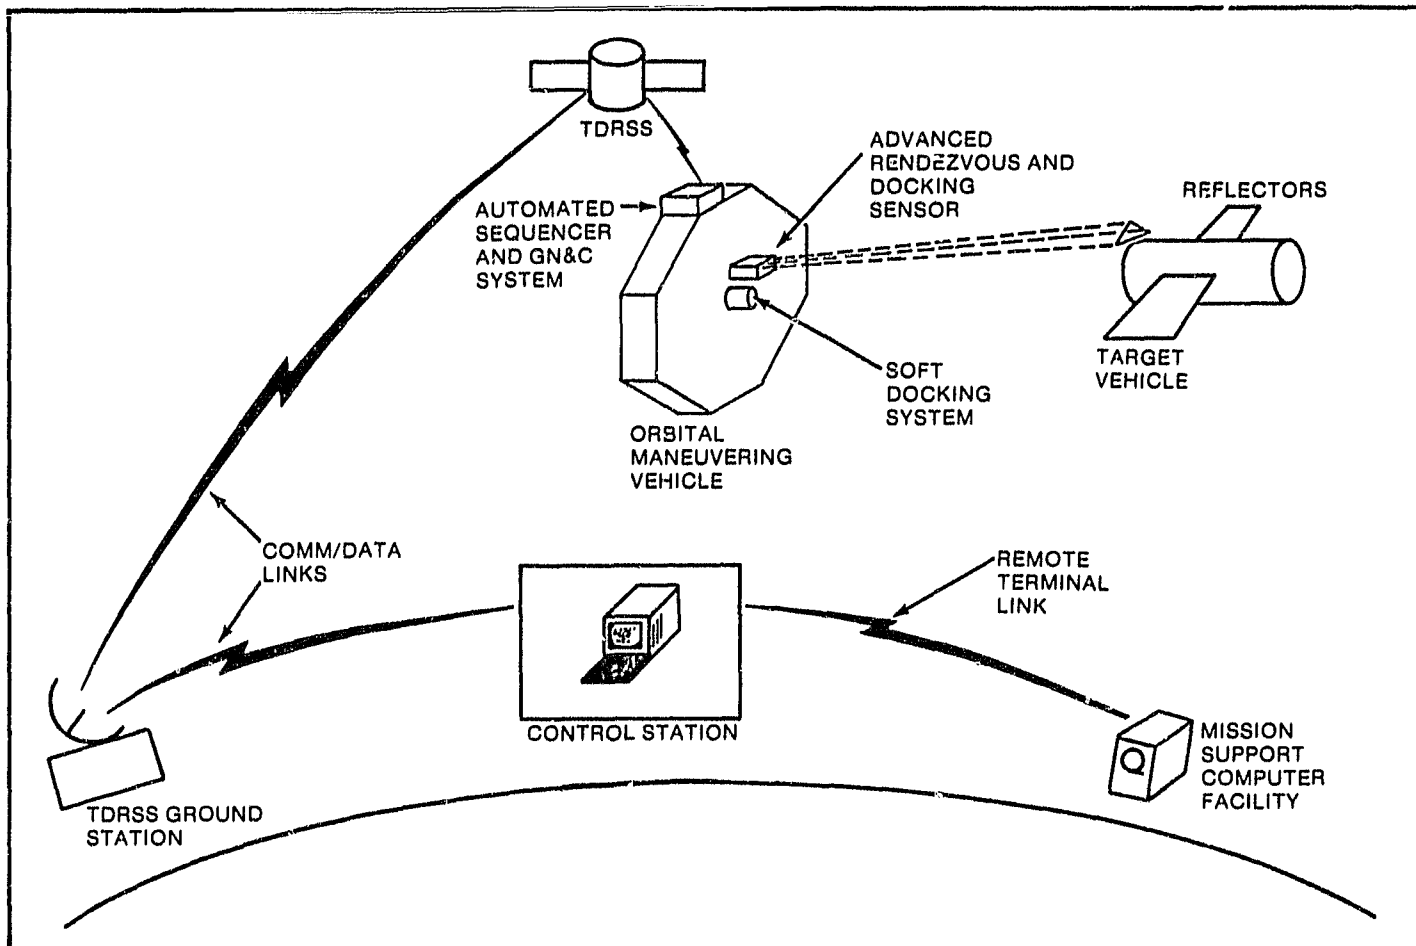 TDRSS
ADVANCED
RENDEZVOUS AND
DOCKING
SENSOR
REFLECTORS
AUTOMATED
SEQUENCER
AND GN&C
SYSTEM
TARGET
VEHICLE
SOFT
DOCKING
SYSTEM
ORBITAL
MANEUVERING
VEHICLE
COMM/DATA
LINKS
REMOTE
TERMINAL
LINK
CONTROL STATION
MISSION
SUPPORT
COMPUTER
FACILITY
TDRSS GROUND
STATION